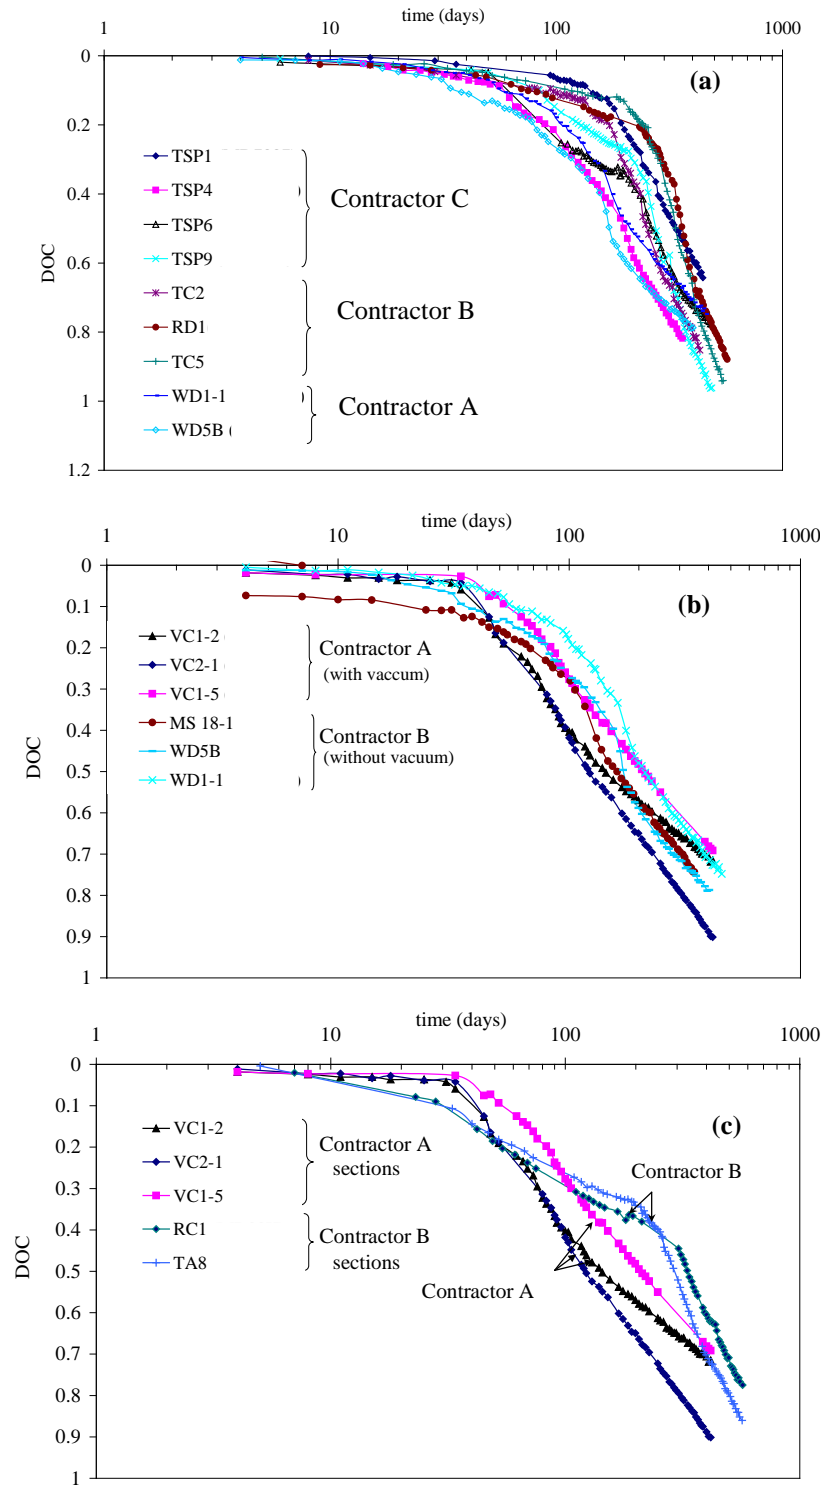 time (days)
1 10 100 1000
0
0.2
0.4
0.6
0.8
1
1.2
DOC
(a)
TSP1
TSP4
TSP6
TSP9
TC2
RD1
TC5
WD1-1
WD5B (
Contractor C
Contractor B
Contractor A
time (days)
1 10 100 1000
0
0.1
0.2
0.3
0.4
0.5
0.6
0.7
0.8
0.9
1
DOC
(b)
VC1-2
VC2-1
VC1-5
MS 18-1
WD5B
WD1-1
Contractor A
(with vaccum)
Contractor B
(without vacuum)
time (days)
1 10 100 1000
0
0.1
0.2
0.3
0.4
0.5
0.6
0.7
0.8
0.9
1
DOC
(c)
VC1-2
VC2-1
VC1-5
RC1
TA8
Contractor A
sections
Contractor B
sections
Contractor B
Contractor A